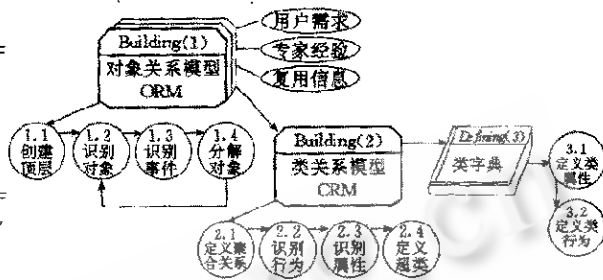 用户需求
专家经验
复用信息
Building(1)
对象关系模型
ORM
1.1
创建
顶层
1.2
识别
对象
1.3
识别
事件
1.4
分解
对象
Building(2)
类关系模型
CRM
Defining(3)
类字典
3.1
定义类
属性
3.2
定义类
行为
2.1
定义聚
合关系
2.2
识别
行为
2.3
识别
属性
2.4
定义
超类